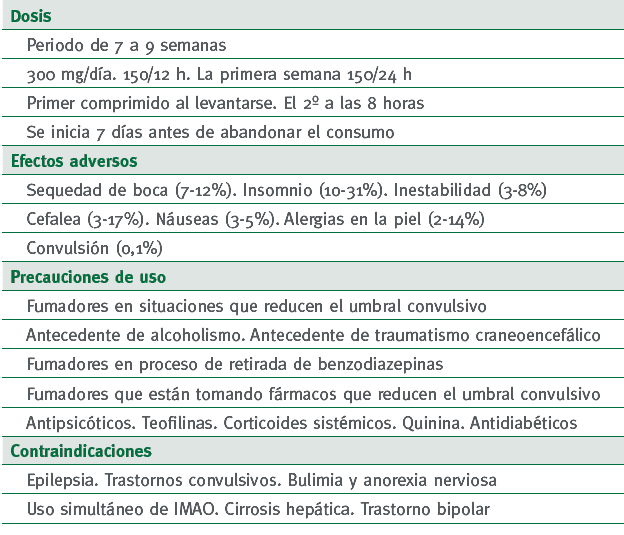 Dosis
Periodo de 7 a 9 semanas
300 mg/día. 150/12 h. La primera semana 150/24 h
Primer comprimido al levantarse. El 2º a las 8 horas
Se inicia 7 días antes de abandonar el consumo
Efectos adversos
Sequedad de boca (7-12%). Insomnio (10-31%). Inestabilidad (3-8%)
Cefalea (3-17%). Náuseas (3-5%). Alergias en la piel (2-14%)
Convulsión (0,1%)
Precauciones de uso
Fumadores en situaciones que reducen el umbral convulsivo
Antecedente de alcoholismo. Antecedente de traumatismo craneoencefálico
Fumadores en proceso de retirada de benzodiazepinas
Fumadores que están tomando fármacos que reducen el umbral convulsivo
Antipsicóticos. Teofilinas. Corticoides sistémicos. Quinina. Antidiabéticos
Contraindicaciones
Epilepsia. Trastornos convulsivos. Bulimia y anorexia nerviosa
Uso simultáneo de IMAO. Cirrosis hepática. Trastorno bipolar